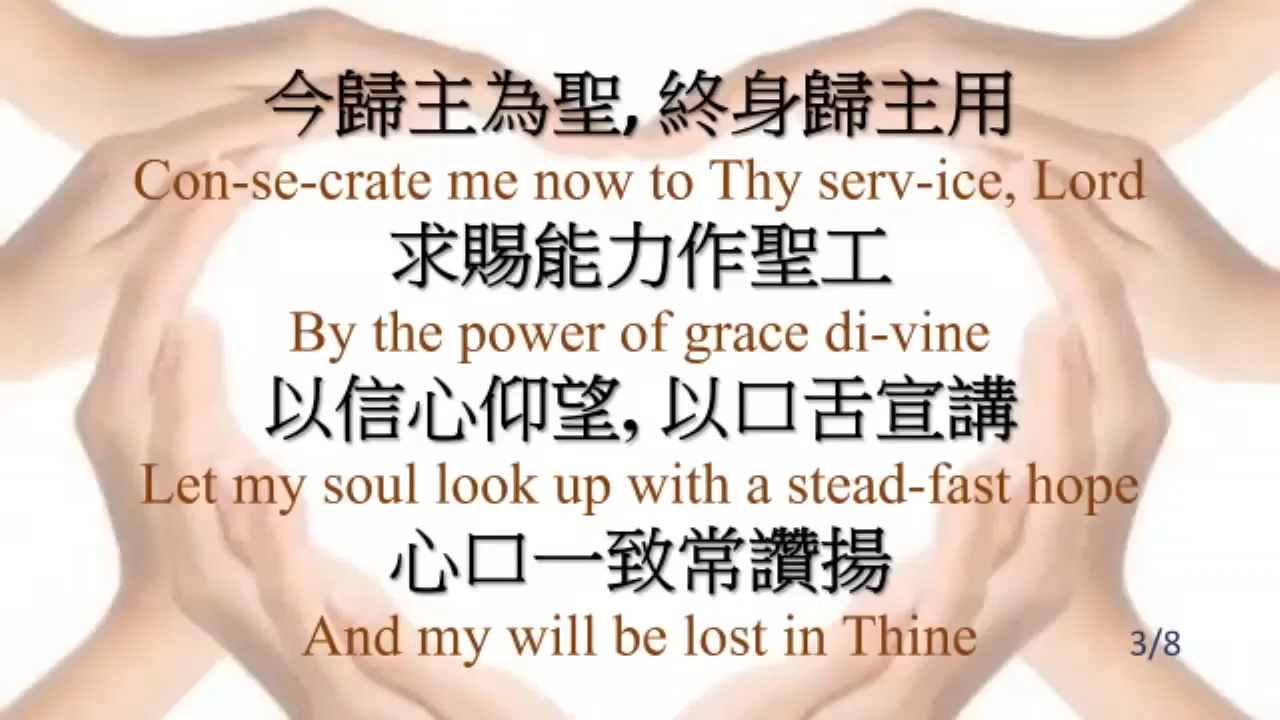 今歸主為聖, 終身歸主用
Con-se-crate me now to Thy serv-ice, Lord
求賜能力作聖工
By the power of grace di-vine
以信心仰望, 以口舌宣講
Let my soul look up with a stead-fast hope
心口一致常讚揚
And my will be lost in Thine
3/8